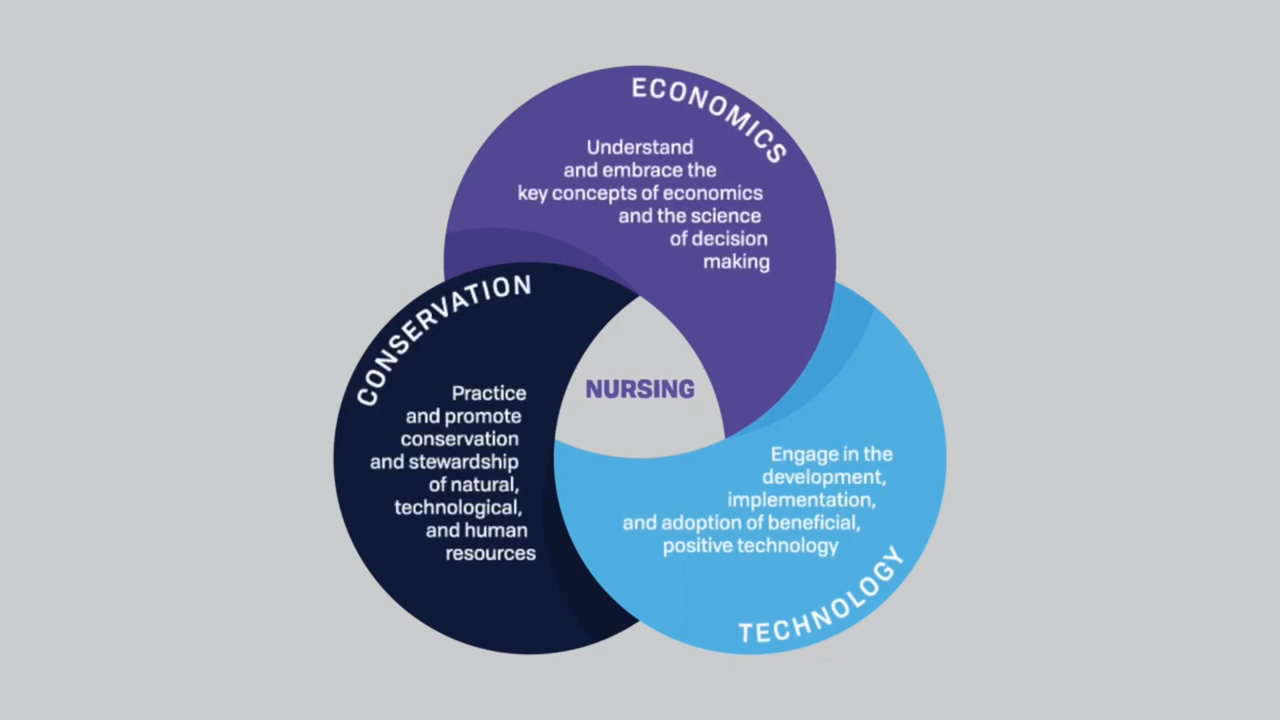 ECONOMICS
Understand
and embrace the
key concepts of economics
and the science
of decision
making
CONSERVATION
Practice
and promote
conservation
and stewardship
of natural,
technological,
and human
resources
NURSING
Engage in the
development,
implementation,
and adoption of beneficial,
positive technology
TECHNOLOGY